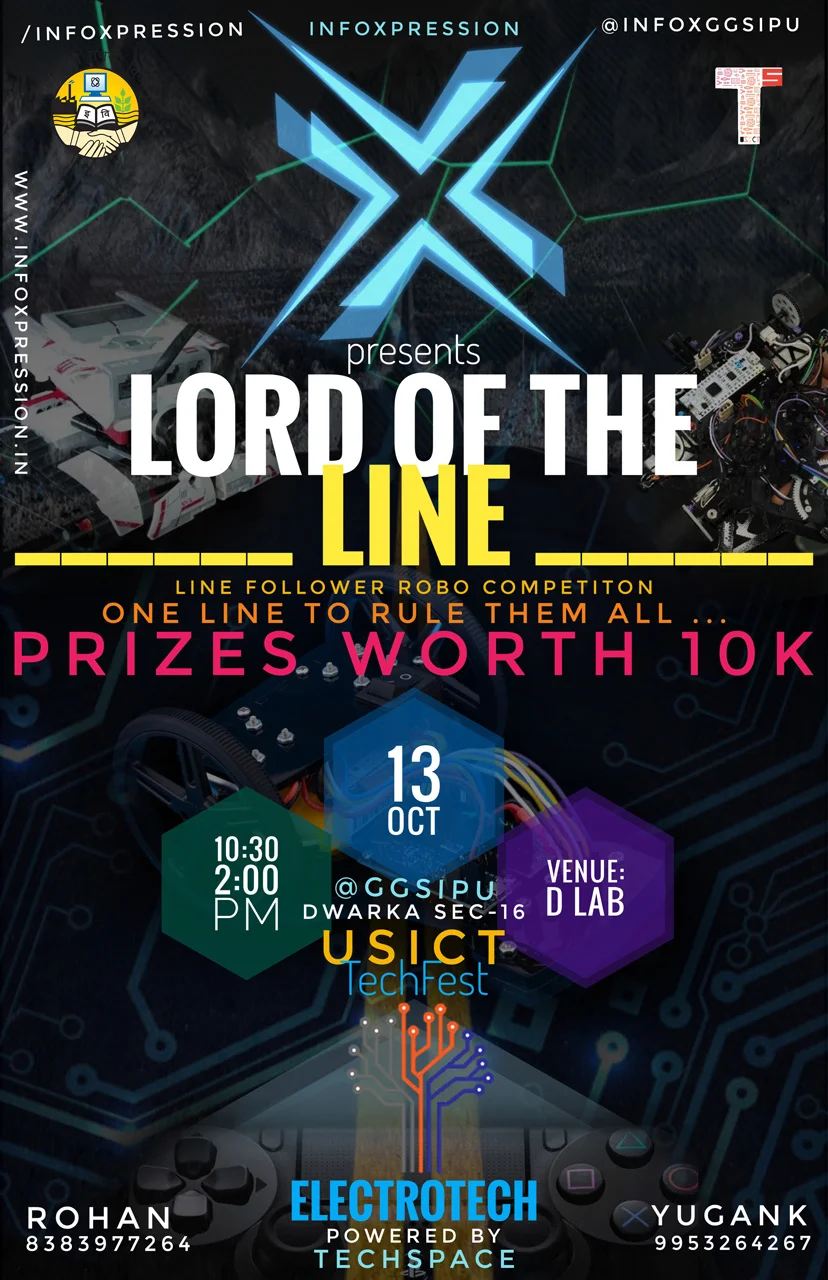 /INFOXPRESSION
INFOXPRESSION
@INFOXGGSIPU
इ वि
T S
WWW.INFOXPRESSION.IN
presents
LORD OF THE
LINE
LINE FOLLOWER ROBO COMPETITON
ONE LINE TO RULE THEM ALL ...
PRIZES WORTH 10K
13
OCT
10:30
2:00
PM
VENUE:
D LAB
@GGSIPU
DWARKA SEC-16
USICT
TechFest
ELECTROTECH
POWERED BY
TECHSPACE
ROHAN
8383977264
YUGANK
9953264267